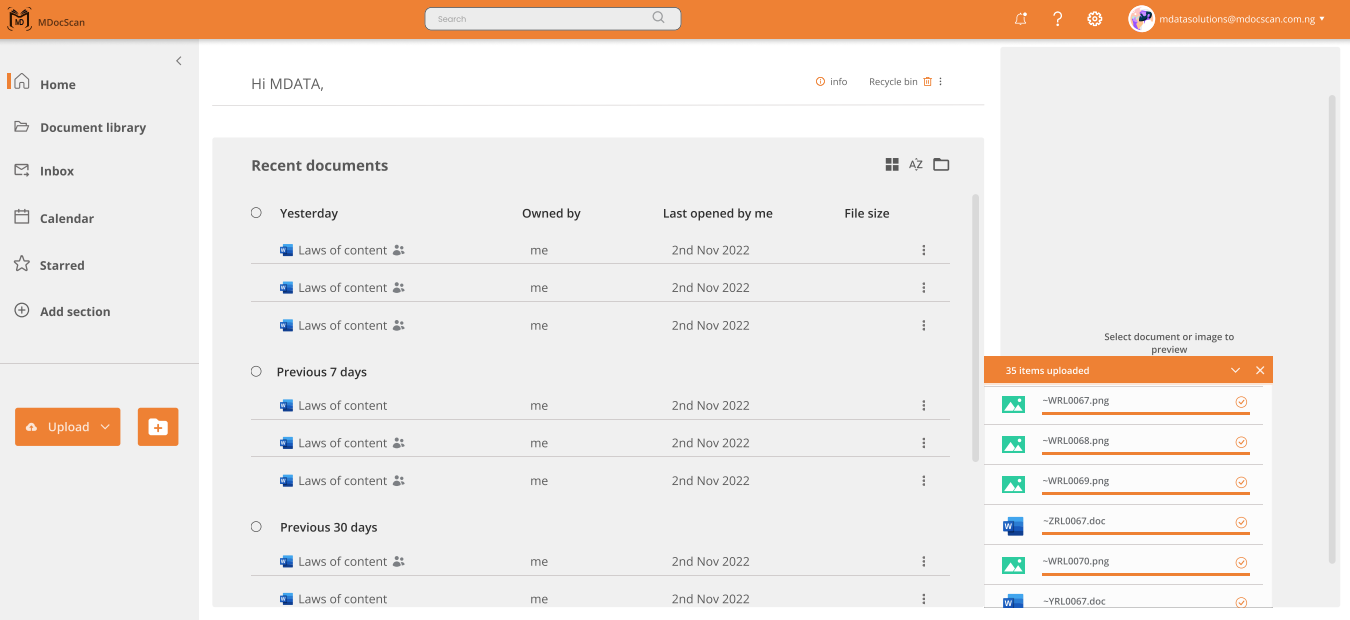 MD MDocScan
Search
mdatasolutions@mdocscan.com.ng
Home
Document library
Inbox
Calendar
Starred
Add section
Upload
Hi MDATA,
info
Recycle bin
Recent documents
AZ
Yesterday Owned by Last opened by me File size
W Laws of content me 2nd Nov 2022
W Laws of content me 2nd Nov 2022
W Laws of content me 2nd Nov 2022
Previous 7 days
W Laws of content me 2nd Nov 2022
W Laws of content me 2nd Nov 2022
W Laws of content me 2nd Nov 2022
Previous 30 days
W Laws of content me 2nd Nov 2022
W Laws of content me 2nd Nov 2022
Select document or image to
preview
35 items uploaded
~WRL0067.png
~WRL0068.png
~WRL0069.png
W ~ZRL0067.doc
~WRL0070.png
W ~YRL0067.doc